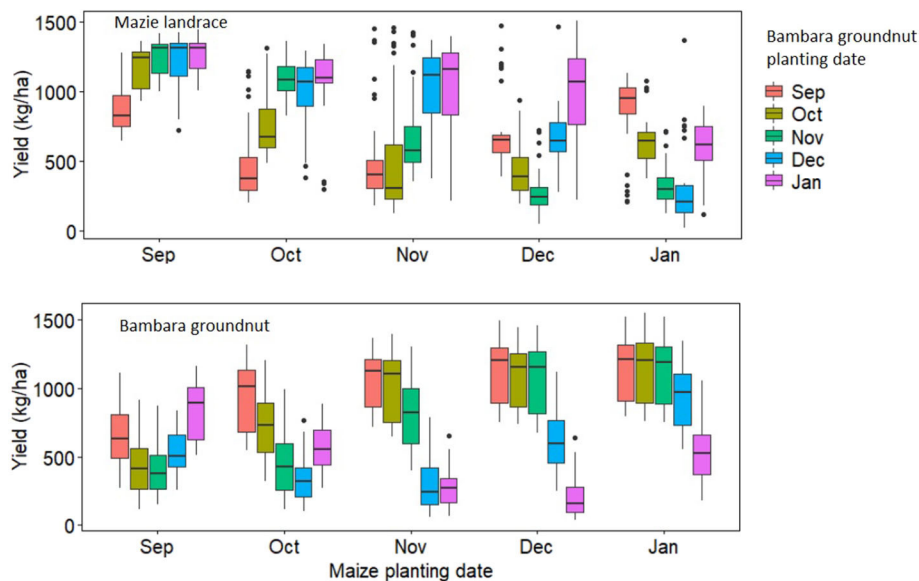 Mazie landrace
Yield (kg/ha)
1500
1000
500
0
Sep Oct Nov Dec Jan
Bambara groundnut
planting date
Sep
Oct
Nov
Dec
Jan
Bambara groundnut
Yield (kg/ha)
1500
1000
500
0
Sep Oct Nov Dec Jan
Maize planting date